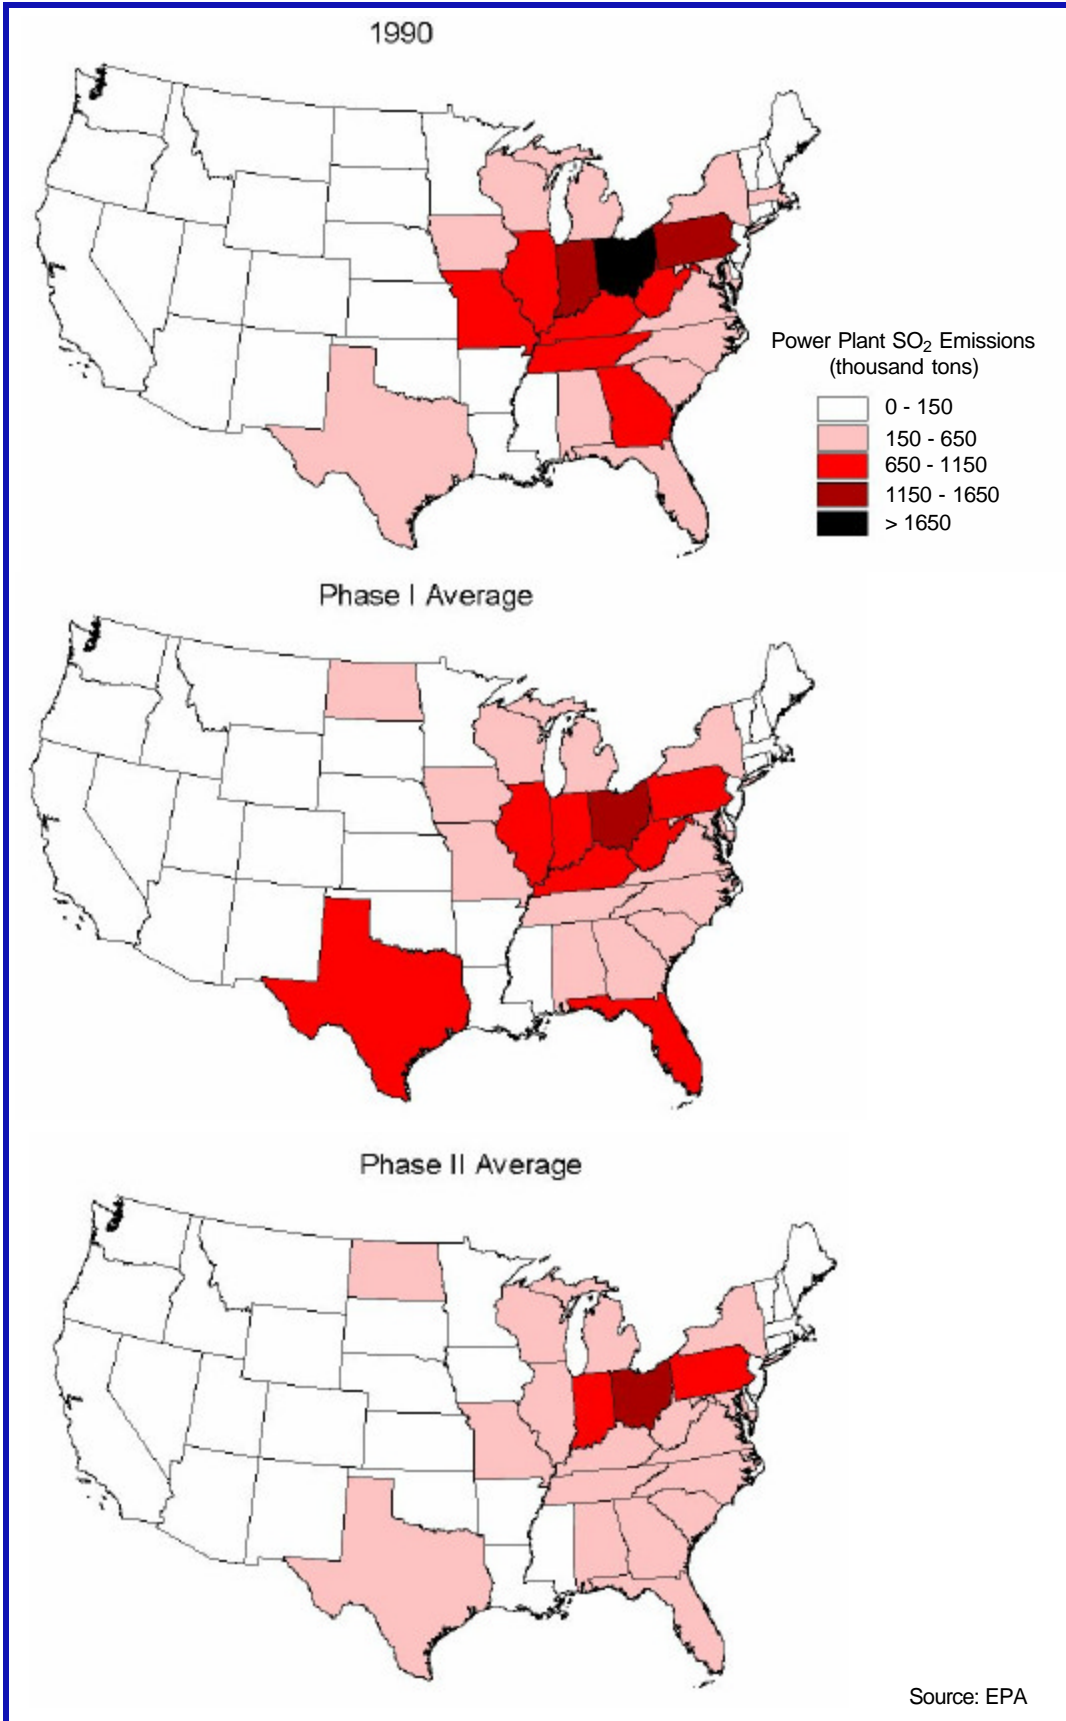 1990
Power Plant SO₂ Emissions
(thousand tons)
0 - 150
150 - 650
650 - 1150
1150 - 1650
> 1650
Phase I Average
Phase II Average
Source: EPA